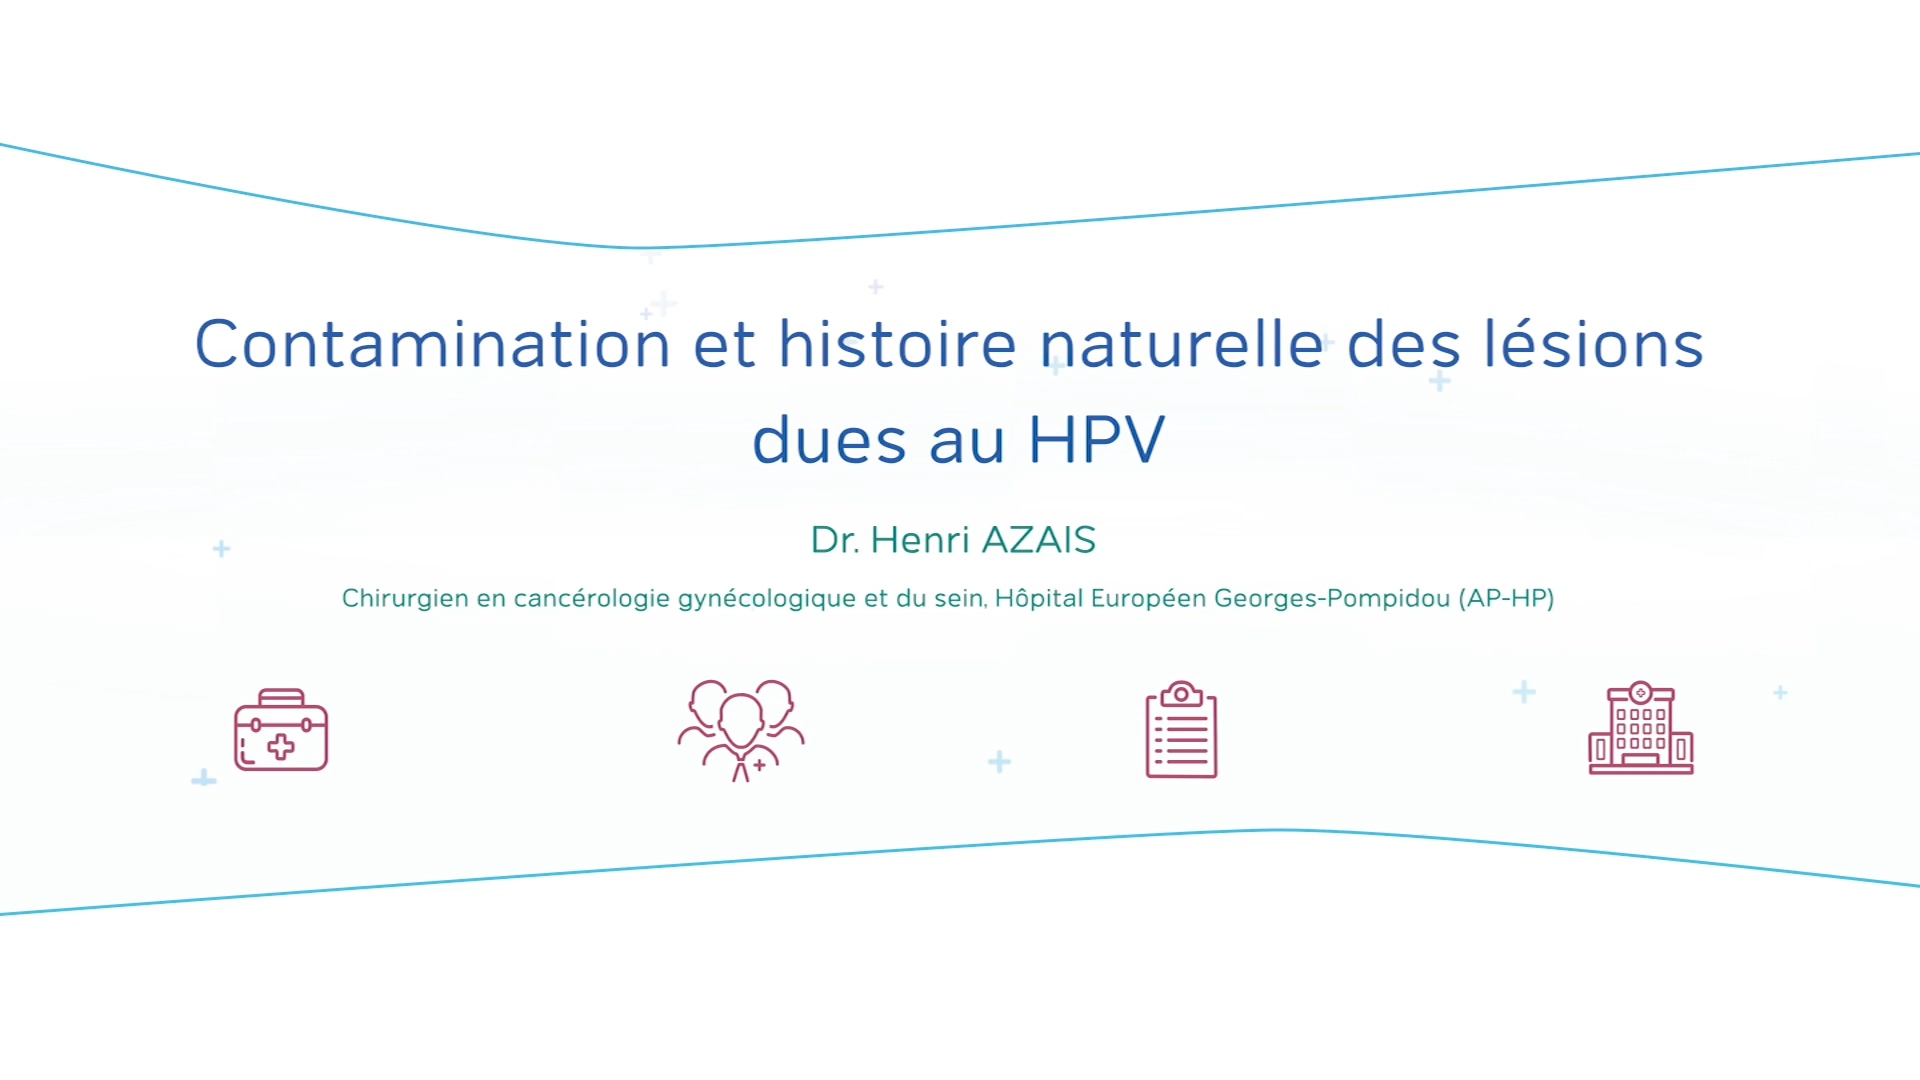 Contamination et histoire naturelle des lésions
dues au HPV
Dr. Henri AZAIS
Chirurgien en cancérologie gynécologique et du sein, Hôpital Européen Georges-Pompidou (AP-HP)